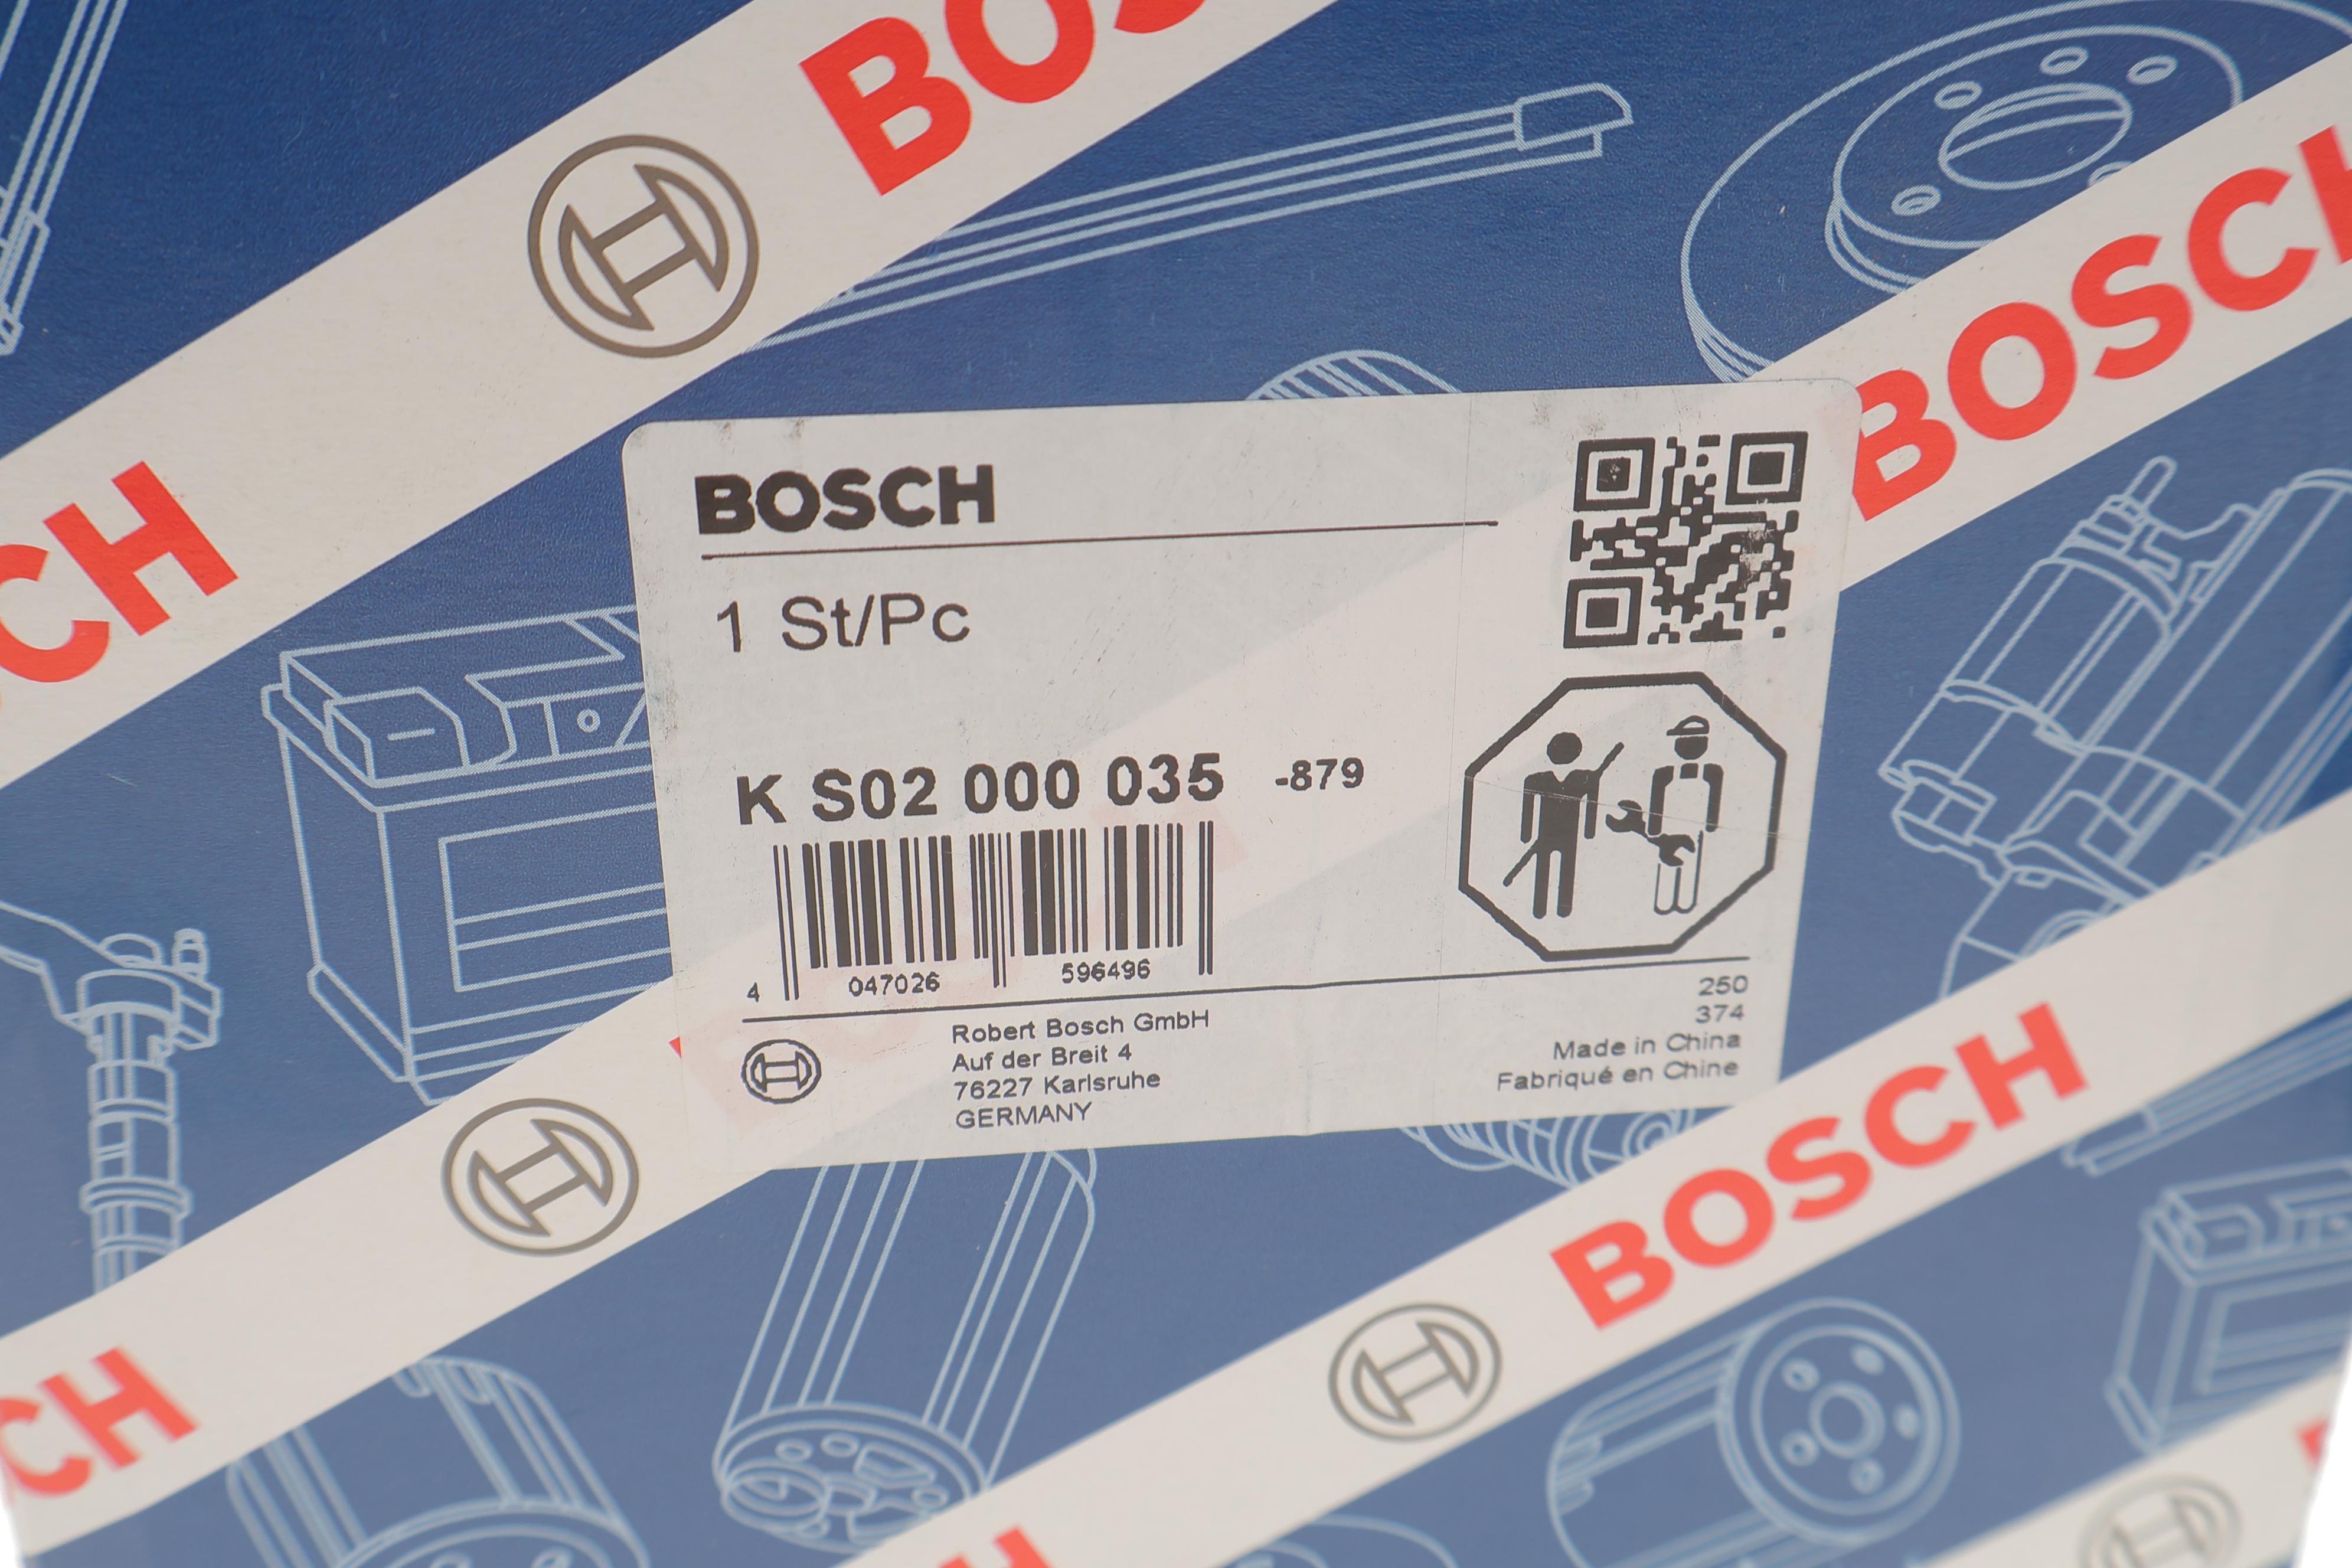 BOSCH
BOSCH
CH
BOSCH
1 St/Pc
K S02 000 035 -879
4 047026 596496
Robert Bosch GmbH
Auf der Breit 4
76227 Karlsruhe
GERMANY
250
374
Made in China
Fabriqué en Chine
BOSCH
CH
H